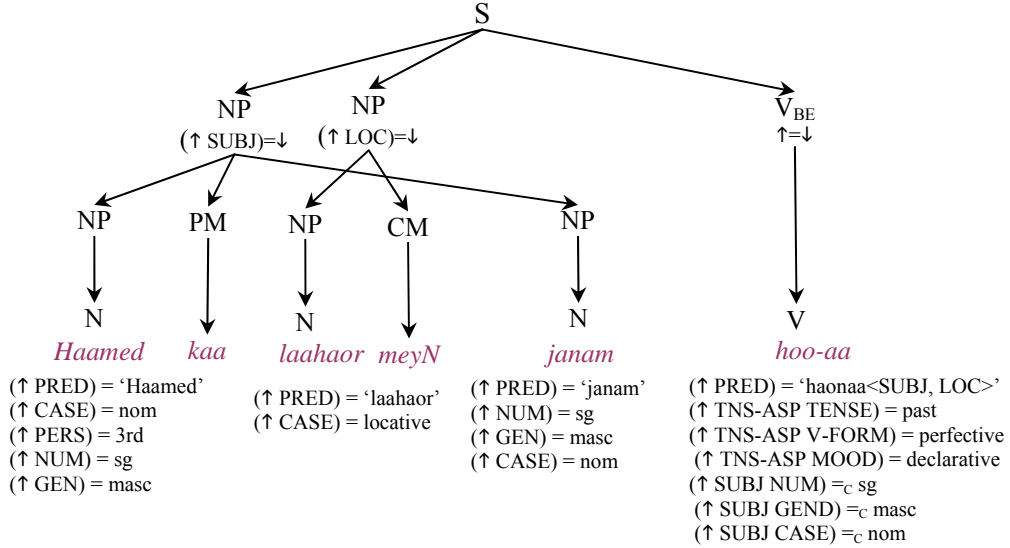 S
NP NP V_BE
(↑ SUBJ)=↓ (↑ LOC)=↓ ↑=↓
NP PM NP CM NP
N N N V
Haamed kaa laahaor meyN janam hoo-aa
(↑ PRED) = ‘Haamed’
(↑ CASE) = nom
(↑ PERS) = 3rd
(↑ NUM) = sg
(↑ GEN) = masc
(↑ PRED) = ‘laahaor’
(↑ CASE) = locative
(↑ PRED) = ‘janam’
(↑ NUM) = sg
(↑ GEN) = masc
(↑ CASE) = nom
(↑ PRED) = ‘haonaa<SUBJ, LOC>’
(↑ TNS-ASP TENSE) = past
(↑ TNS-ASP V-FORM) = perfective
(↑ TNS-ASP MOOD) = declarative
(↑ SUBJ NUM) =C sg
(↑ SUBJ GEND) =C masc
(↑ SUBJ CASE) =C nom